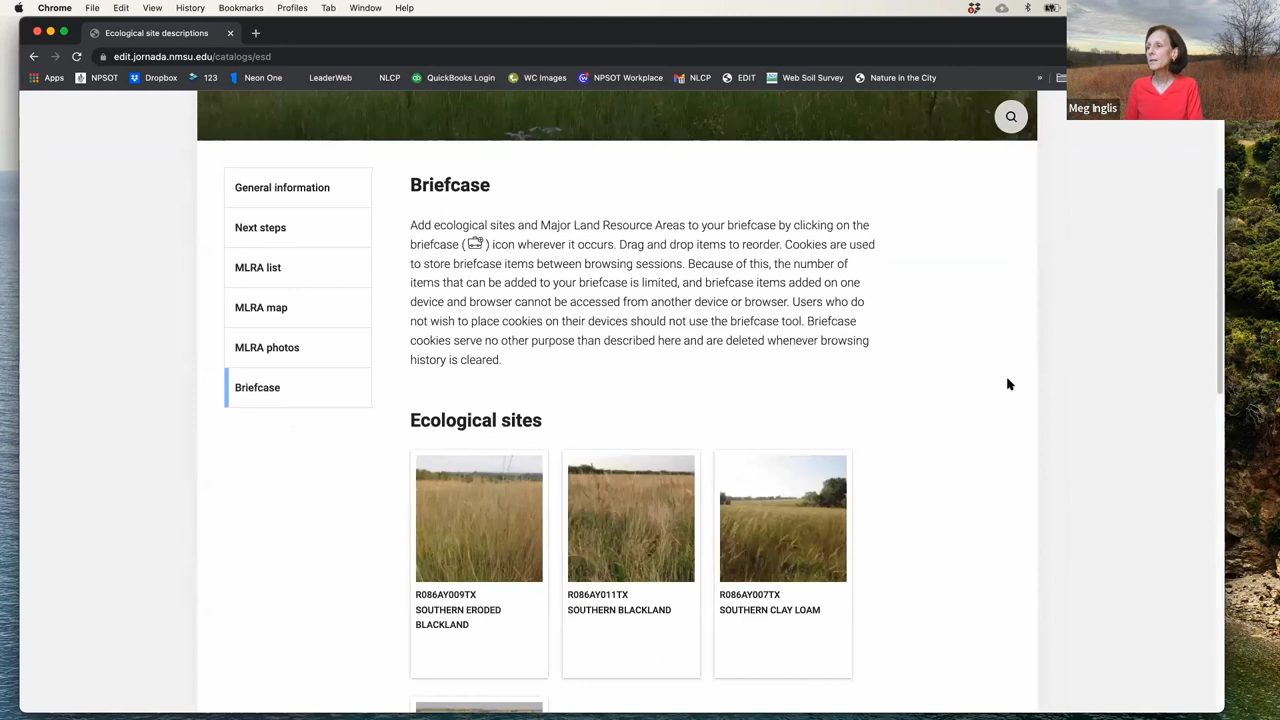 Chrome File Edit View History Bookmarks Profiles Tab Window Help
Ecological site descriptions
edit.jornada.nmsu.edu/catalogs/esd
Apps NPSOT Dropbox 123 Neon One LeaderWeb NLCP QuickBooks Login WC Images NPSOT Workplace NLCP EDIT Web Soil Survey Nature in the City »
Meg Inglis
General information
Next steps
MLRA list
MLRA map
MLRA photos
Briefcase
Briefcase
Add ecological sites and Major Land Resource Areas to your briefcase by clicking on the
briefcase ( ) icon wherever it occurs. Drag and drop items to reorder. Cookies are used
to store briefcase items between browsing sessions. Because of this, the number of
items that can be added to your briefcase is limited, and briefcase items added on one
device and browser cannot be accessed from another device or browser. Users who do
not wish to place cookies on their devices should not use the briefcase tool. Briefcase
cookies serve no other purpose than described here and are deleted whenever browsing
history is cleared.
Ecological sites
R086AY009TX
SOUTHERN ERODED
BLACKLAND
R086AY011TX
SOUTHERN BLACKLAND
R086AY007TX
SOUTHERN CLAY LOAM